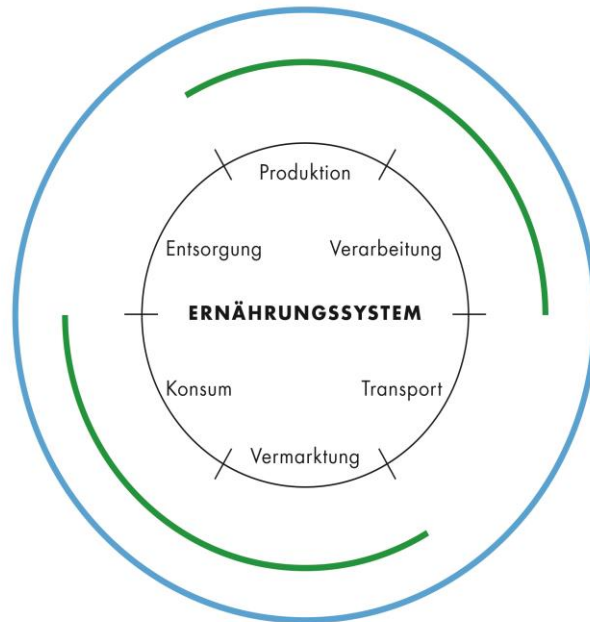 Produktion
Entsorgung Verarbeitung
ERNÄHRUNGSSYSTEM
Konsum Transport
Vermarktung